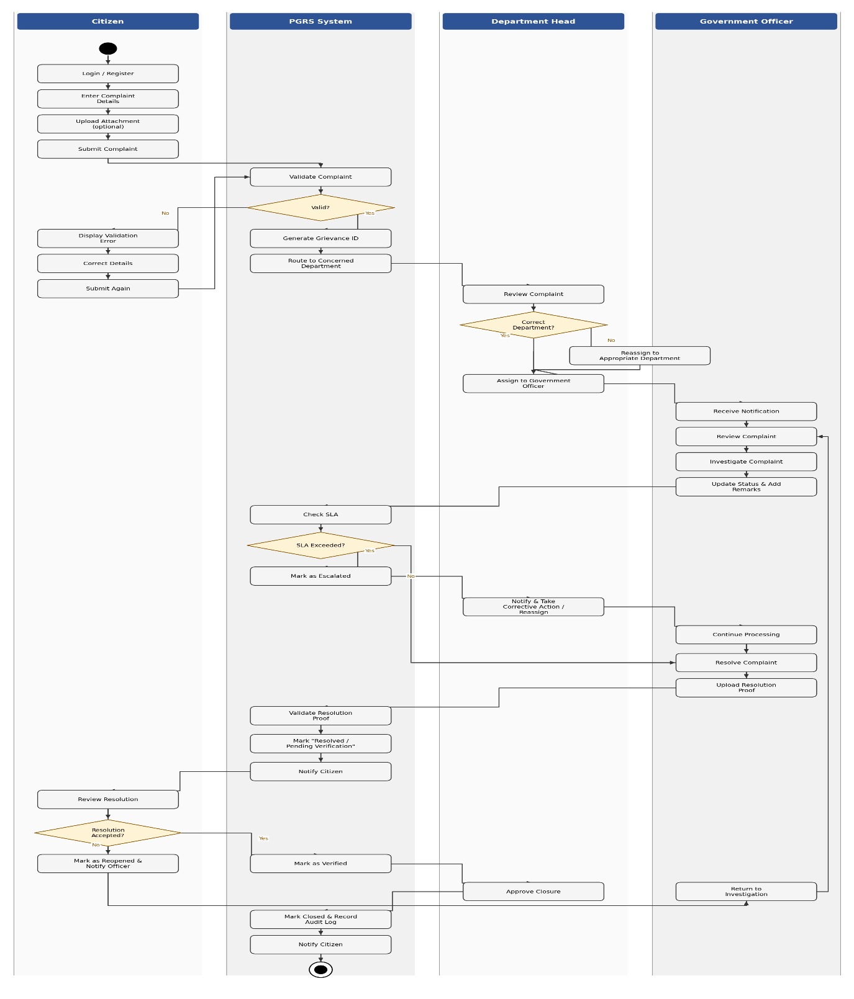 Citizen
PGRS System
Department Head
Government Officer
Login / Register
Enter Complaint
Details
Upload Attachment
(optional)
Submit Complaint
Validate Complaint
Valid?
No
Yes
Display Validation
Error
Generate Grievance ID
Correct Details
Route to Concerned
Department
Submit Again
Review Complaint
Correct
Department?
Yes
No
Reassign to
Appropriate Department
Assign to Government
Officer
Receive Notification
Review Complaint
Investigate Complaint
Update Status & Add
Remarks
Check SLA
SLA Exceeded?
Yes
Mark as Escalated
No
Notify & Take
Corrective Action /
Reassign
Continue Processing
Resolve Complaint
Upload Resolution
Proof
Validate Resolution
Proof
Mark "Resolved /
Pending Verification"
Notify Citizen
Review Resolution
Resolution
Accepted?
No
Yes
Mark as Reopened &
Notify Officer
Mark as Verified
Approve Closure
Return to
Investigation
Mark Closed & Record
Audit Log
Notify Citizen